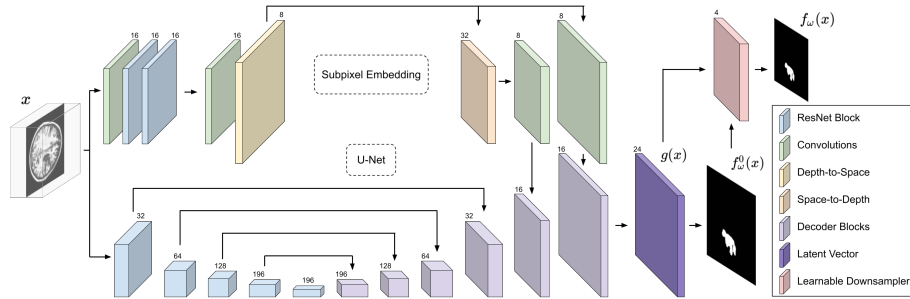 16 16 16
16
8
32
8
8
4
f_ω(x)
x
Subpixel Embedding
U-Net
g(x)
f_ω^0(x)
24
16
16
32
64
128
196
196
196
128
64
32
ResNet Block
Convolutions
Depth-to-Space
Space-to-Depth
Decoder Blocks
Latent Vector
Learnable Downsampler